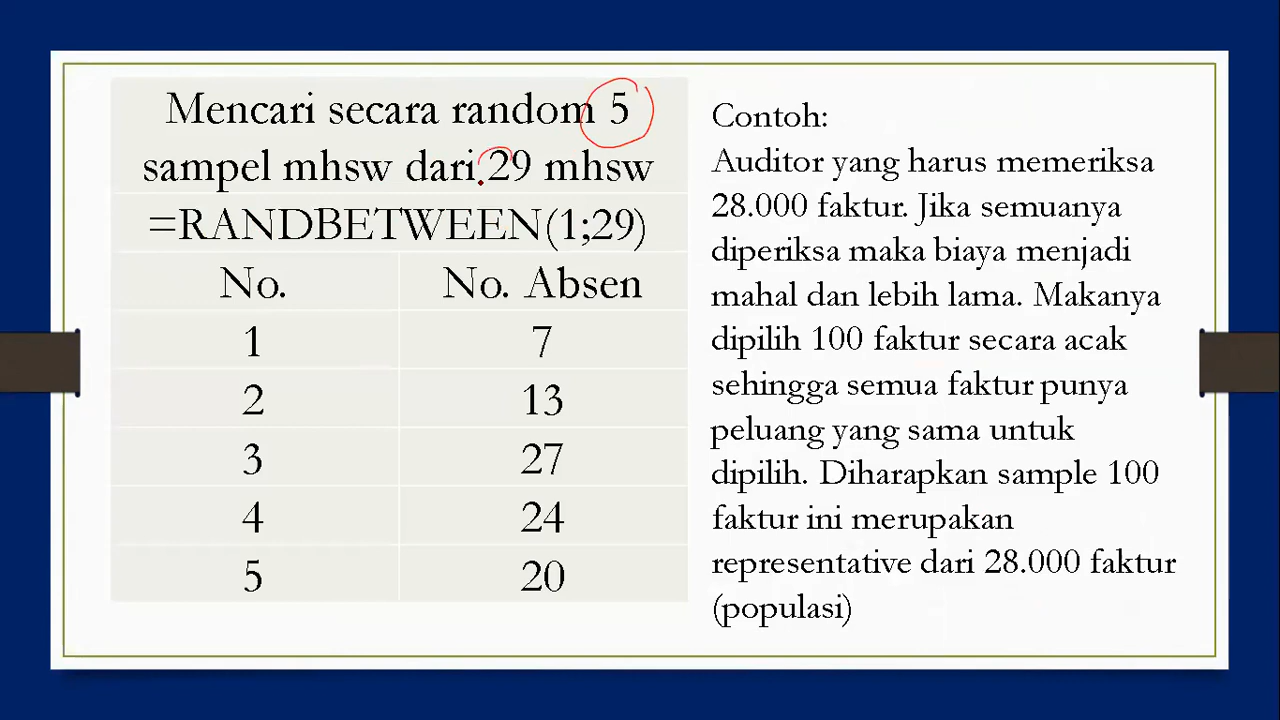 Mencari secara random 5
sampel mhsw dari 29 mhsw
=RANDBETWEEN(1;29)
No. No. Absen
1 7
2 13
3 27
4 24
5 20
Contoh:
Auditor yang harus memeriksa
28.000 faktur. Jika semuanya
diperiksa maka biaya menjadi
mahal dan lebih lama. Makanya
dipilih 100 faktur secara acak
sehingga semua faktur punya
peluang yang sama untuk
dipilih. Diharapkan sample 100
faktur ini merupakan
representative dari 28.000 faktur
(populasi)